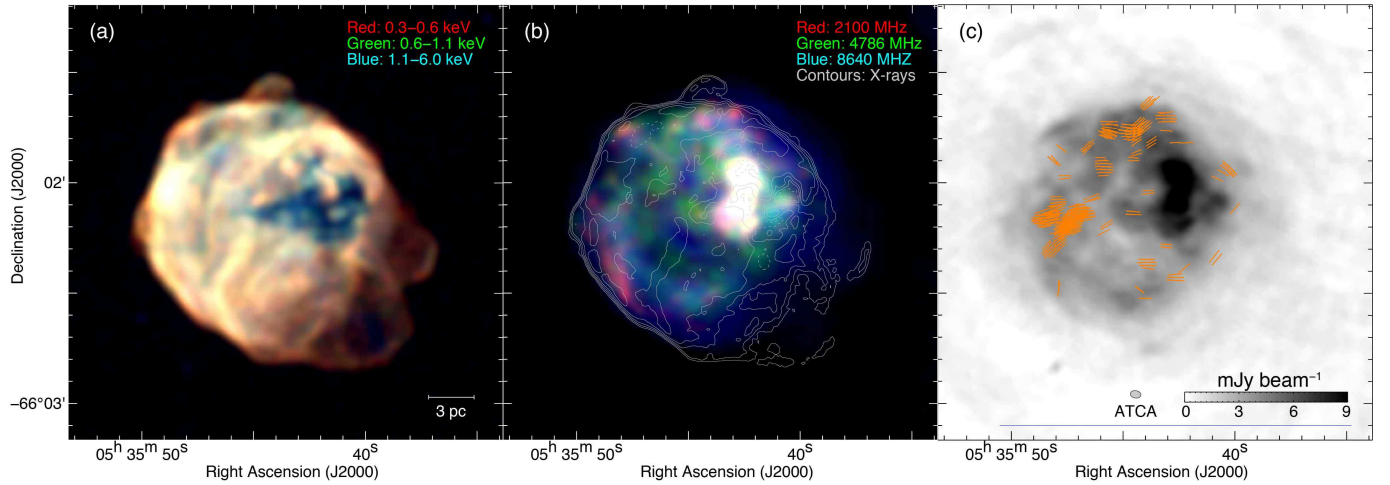 (a)
Red: 0.3–0.6 keV
Green: 0.6–1.1 keV
Blue: 1.1–6.0 keV
3 pc
(b)
Red: 2100 MHz
Green: 4786 MHz
Blue: 8640 MHZ
Contours: X-rays
(c)
mJy beam⁻¹
ATCA
0 3 6 9
Declination (J2000)
02'
−66°03'
05ʰ 35ᵐ 50ˢ 40ˢ
Right Ascension (J2000)
05ʰ 35ᵐ 50ˢ 40ˢ
Right Ascension (J2000)
05ʰ 35ᵐ 50ˢ 40ˢ
Right Ascension (J2000)